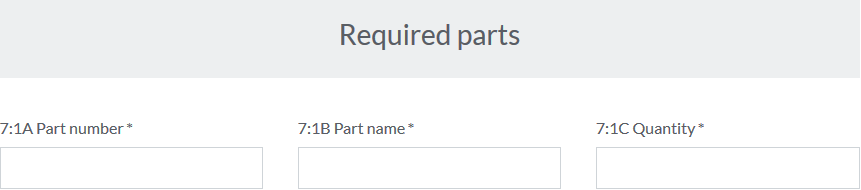 Required parts
7:1A Part number * 7:1B Part name * 7:1C Quantity *